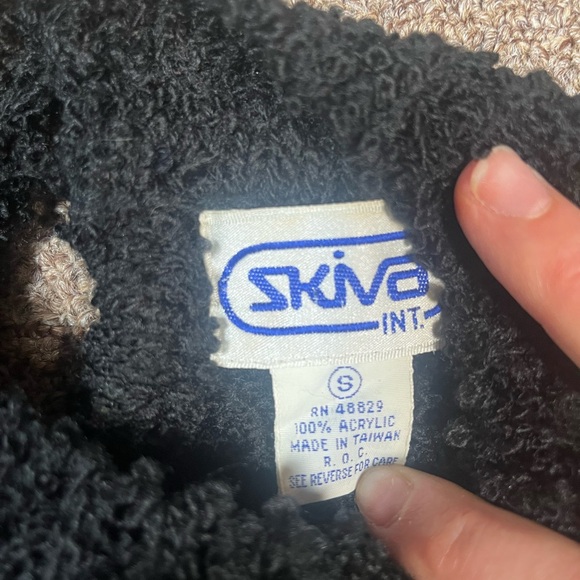 SKIVA
INT.
S
RN 48829
100% ACRYLIC
MADE IN TAIWAN
R. O. C.
SEE REVERSE FOR CARE